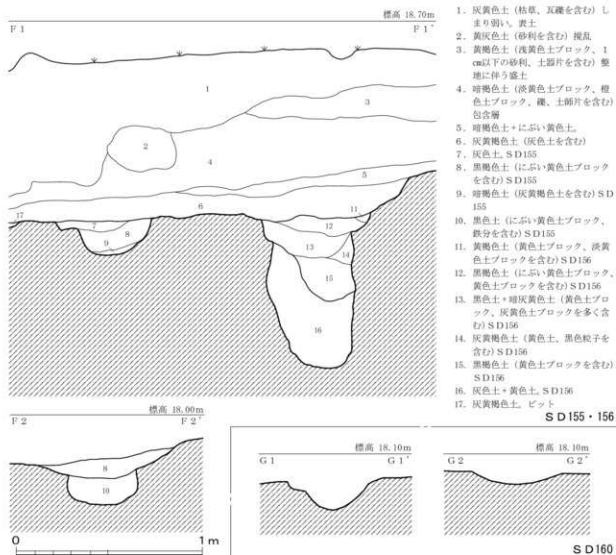 標高 18.70m
F1 F1'
1
2
3
4
5
6
17
7
8
9
11
12
13
14
15
16
1. 灰黄色土（枯草、瓦礫を含む）し
まり弱い。表土
2. 黄灰色土（砂利を含む）撹乱
3. 黄褐色土（浅黄色土ブロック、1
cm以下の砂利、土器片を含む）整
地に伴う盛土
4. 暗褐色土（淡黄色土ブロック、橙
色土ブロック、礫、土師片を含む）
包含層
5. 暗褐色土＋にぶい黄色土。
6. 灰黄褐色土（灰色土を含む）
7. 灰色土。SD155
8. 黒褐色土（にぶい黄色土ブロック
を含む）SD155
9. 暗褐色土（灰黄褐色土を含む）SD
155
10. 黒色土（にぶい黄色土ブロック、
鉄分を含む）SD155
11. 黄褐色土（黄色土ブロック、淡黄
色土ブロックを含む）SD156
12. 黒褐色土（にぶい黄色土ブロック、
黄色土ブロックを含む）SD156
13. 黒色土＋暗灰黄色土（黄色土ブロ
ック、灰黄色土ブロックを多く含
む）SD156
14. 灰黄褐色土（黄色土、黒色粒子を
含む）SD156
15. 黒褐色土（黄色土ブロックを含む）
SD156
16. 灰色土＋黄色土。SD156
17. 灰黄褐色土。ピット
SD155・156
標高 18.00m
F2 F2'
8
10
0 1m
標高 18.10m
G1 G1'
標高 18.10m
G2 G2'
SD160